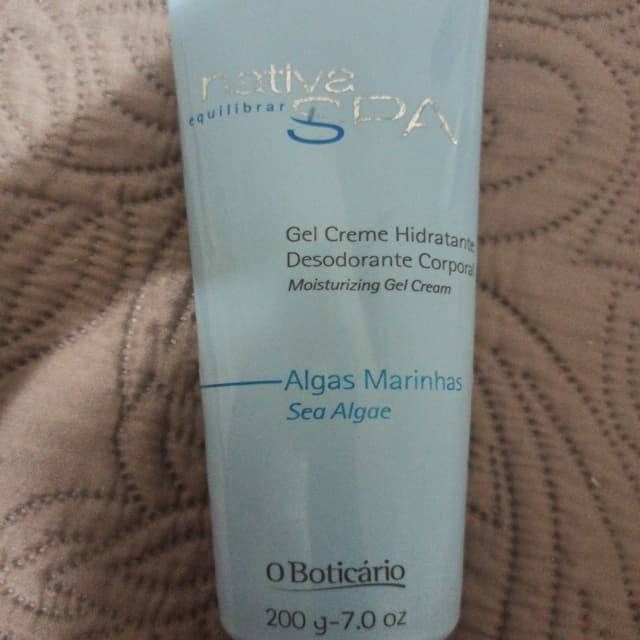 nativa
equilibrar SPA
Gel Creme Hidratante
Desodorante Corporal
Moisturizing Gel Cream
Algas Marinhas
Sea Algae
O Boticário
200 g-7.0 oz